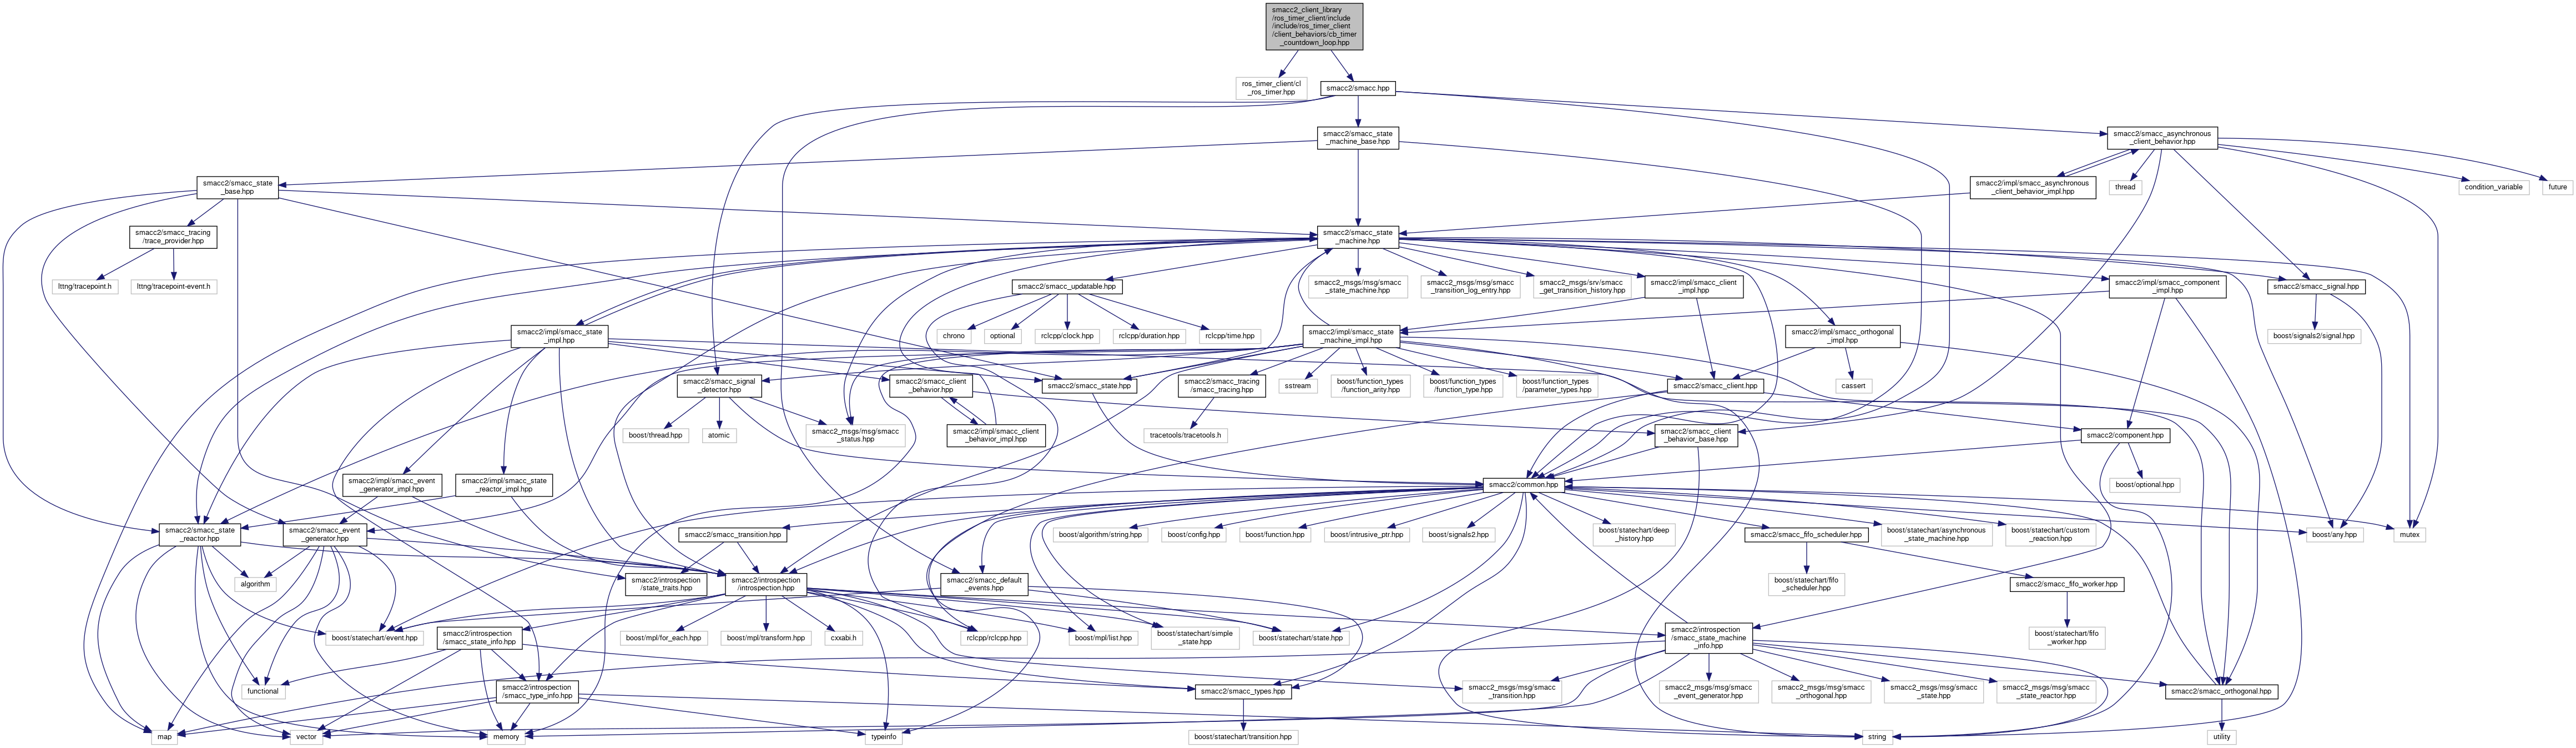 smacc2_client_library
/ros_timer_client/include
/include/ros_timer_client
/client_behaviors/cb_timer
_countdown_loop.hpp
ros_timer_client/cl
_ros_timer.hpp
smacc2/smacc.hpp
smacc2/smacc_state
_machine_base.hpp
smacc2/smacc_asynchronous
_client_behavior.hpp
smacc2/smacc_state
_base.hpp
smacc2/impl/smacc_asynchronous
_client_behavior_impl.hpp
thread
condition_variable
future
smacc2/smacc_tracing
/trace_provider.hpp
smacc2/smacc_state
_machine.hpp
lttng/tracepoint.h
lttng/tracepoint-event.h
smacc2/smacc_updatable.hpp
smacc2_msgs/msg/smacc
_state_machine.hpp
smacc2_msgs/msg/smacc
_transition_log_entry.hpp
smacc2_msgs/srv/smacc
_get_transition_history.hpp
smacc2/impl/smacc_client
_impl.hpp
smacc2/impl/smacc_component
_impl.hpp
smacc2/smacc_signal.hpp
smacc2/impl/smacc_state
_impl.hpp
chrono
optional
rclcpp/clock.hpp
rclcpp/duration.hpp
rclcpp/time.hpp
smacc2/impl/smacc_state
_machine_impl.hpp
smacc2/impl/smacc_orthogonal
_impl.hpp
boost/signals2/signal.hpp
smacc2/smacc_signal
_detector.hpp
smacc2/smacc_client
_behavior.hpp
smacc2/smacc_state.hpp
smacc2/smacc_tracing
/smacc_tracing.hpp
sstream
boost/function_types
/function_arity.hpp
boost/function_types
/function_type.hpp
boost/function_types
/parameter_types.hpp
smacc2/smacc_client.hpp
cassert
boost/thread.hpp
atomic
smacc2_msgs/msg/smacc
_status.hpp
smacc2/impl/smacc_client
_behavior_impl.hpp
tracetools/tracetools.h
smacc2/smacc_client
_behavior_base.hpp
smacc2/component.hpp
smacc2/impl/smacc_event
_generator_impl.hpp
smacc2/impl/smacc_state
_reactor_impl.hpp
smacc2/common.hpp
boost/optional.hpp
smacc2/smacc_state
_reactor.hpp
smacc2/smacc_event
_generator.hpp
smacc2/smacc_transition.hpp
boost/algorithm/string.hpp
boost/config.hpp
boost/function.hpp
boost/intrusive_ptr.hpp
boost/signals2.hpp
boost/statechart/deep
_history.hpp
smacc2/smacc_fifo_scheduler.hpp
boost/statechart/asynchronous
_state_machine.hpp
boost/statechart/custom
_reaction.hpp
boost/any.hpp
mutex
algorithm
smacc2/introspection
/state_traits.hpp
smacc2/introspection
/introspection.hpp
smacc2/smacc_default
_events.hpp
boost/statechart/fifo
_scheduler.hpp
smacc2/smacc_fifo_worker.hpp
boost/statechart/event.hpp
smacc2/introspection
/smacc_state_info.hpp
boost/mpl/for_each.hpp
boost/mpl/transform.hpp
cxxabi.h
rclcpp/rclcpp.hpp
boost/mpl/list.hpp
boost/statechart/simple
_state.hpp
boost/statechart/state.hpp
smacc2/introspection
/smacc_state_machine
_info.hpp
boost/statechart/fifo
_worker.hpp
functional
smacc2/introspection
/smacc_type_info.hpp
smacc2/smacc_types.hpp
smacc2_msgs/msg/smacc
_transition.hpp
smacc2_msgs/msg/smacc
_event_generator.hpp
smacc2_msgs/msg/smacc
_orthogonal.hpp
smacc2_msgs/msg/smacc
_state.hpp
smacc2_msgs/msg/smacc
_state_reactor.hpp
smacc2/smacc_orthogonal.hpp
map
vector
memory
typeinfo
boost/statechart/transition.hpp
string
utility